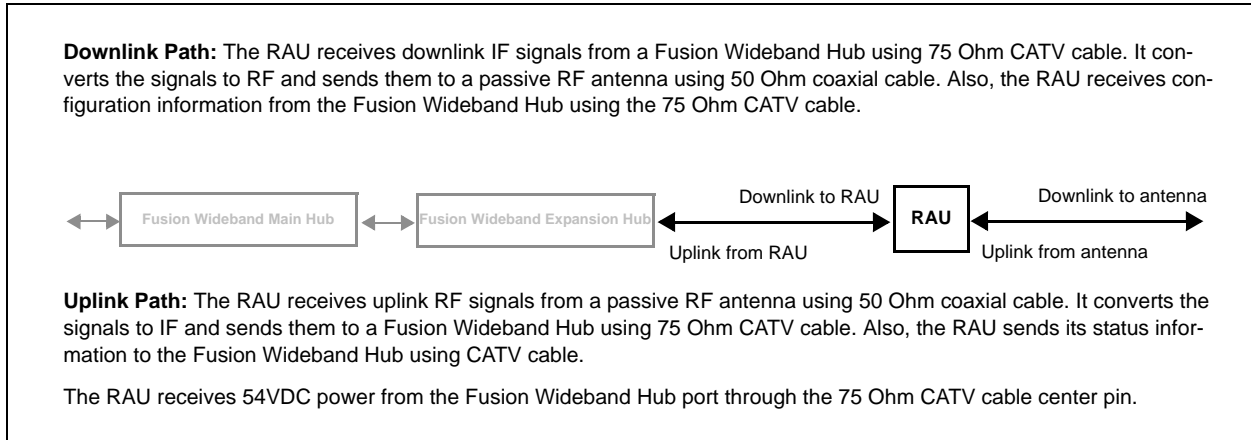 Downlink Path: The RAU receives downlink IF signals from a Fusion Wideband Hub using 75 Ohm CATV cable. It con-
verts the signals to RF and sends them to a passive RF antenna using 50 Ohm coaxial cable. Also, the RAU receives con-
figuration information from the Fusion Wideband Hub using the 75 Ohm CATV cable.
Downlink to RAU
Downlink to antenna
Fusion Wideband Main Hub
Fusion Wideband Expansion Hub
RAU
Uplink from RAU
Uplink from antenna
Uplink Path: The RAU receives uplink RF signals from a passive RF antenna using 50 Ohm coaxial cable. It converts the
signals to IF and sends them to a Fusion Wideband Hub using 75 Ohm CATV cable. Also, the RAU sends its status infor-
mation to the Fusion Wideband Hub using CATV cable.
The RAU receives 54VDC power from the Fusion Wideband Hub port through the 75 Ohm CATV cable center pin.